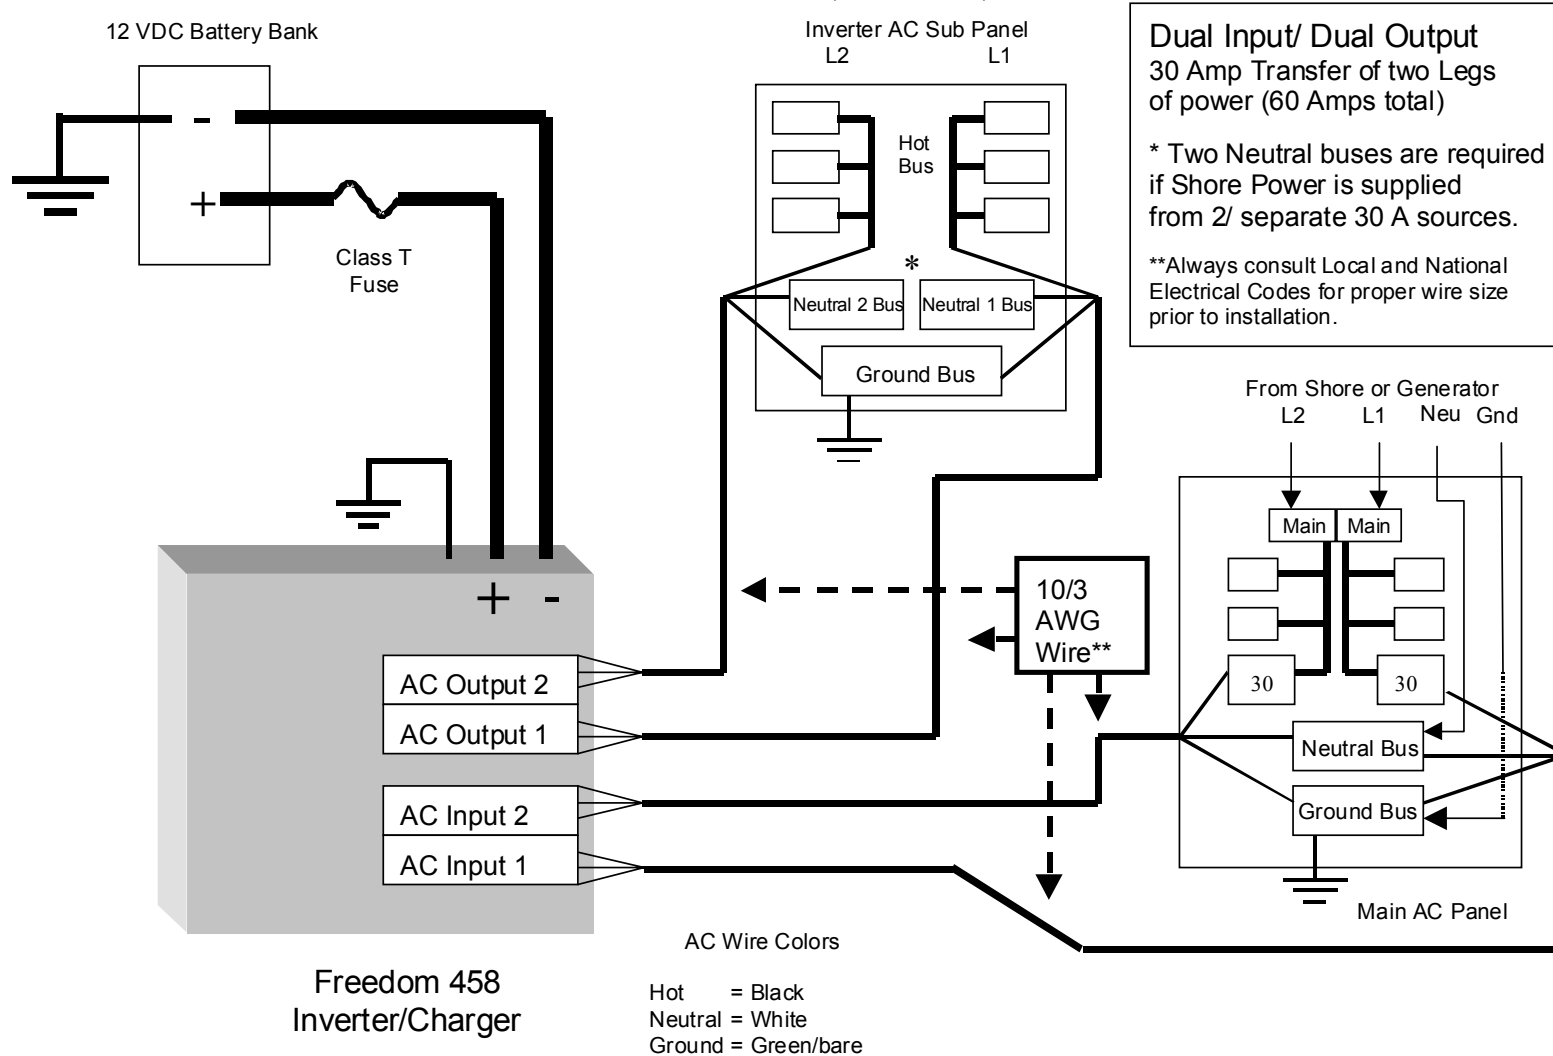 12 VDC Battery Bank
-
+
Class T
Fuse
Inverter AC Sub Panel
L2 L1
Hot
Bus
*
Neutral 2 Bus
Neutral 1 Bus
Ground Bus
Dual Input/ Dual Output
30 Amp Transfer of two Legs
of power (60 Amps total)
* Two Neutral buses are required
if Shore Power is supplied
from 2/ separate 30 A sources.
**Always consult Local and National
Electrical Codes for proper wire size
prior to installation.
From Shore or Generator
L2 L1 Neu Gnd
Main Main
30 30
Neutral Bus
Ground Bus
Main AC Panel
10/3
AWG
Wire**
+ -
AC Output 2
AC Output 1
AC Input 2
AC Input 1
Freedom 458
Inverter/Charger
AC Wire Colors
Hot = Black
Neutral = White
Ground = Green/bare